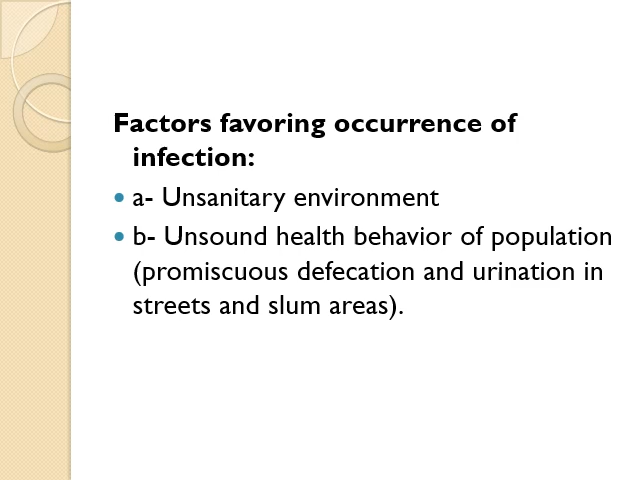 Factors favoring occurrence of
infection:
• a- Unsanitary environment
• b- Unsound health behavior of population
(promiscuous defecation and urination in
streets and slum areas).